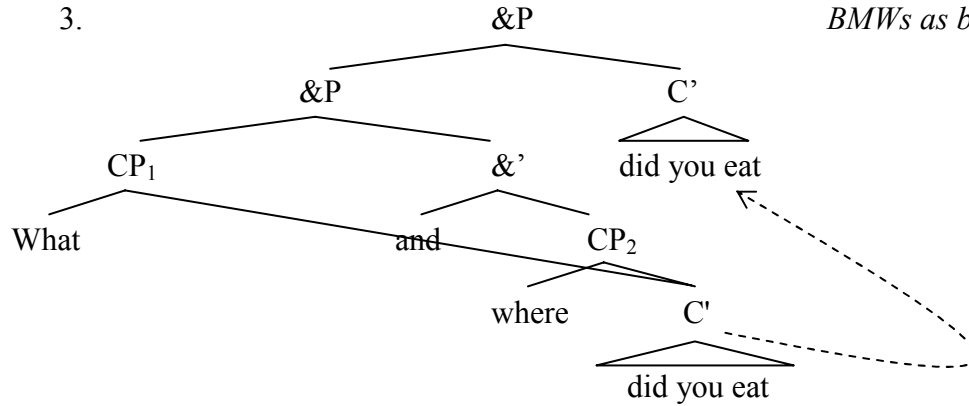 3. &P BMWs as b
&P C’
CP₁ &’ did you eat
What and CP₂
where C'
did you eat